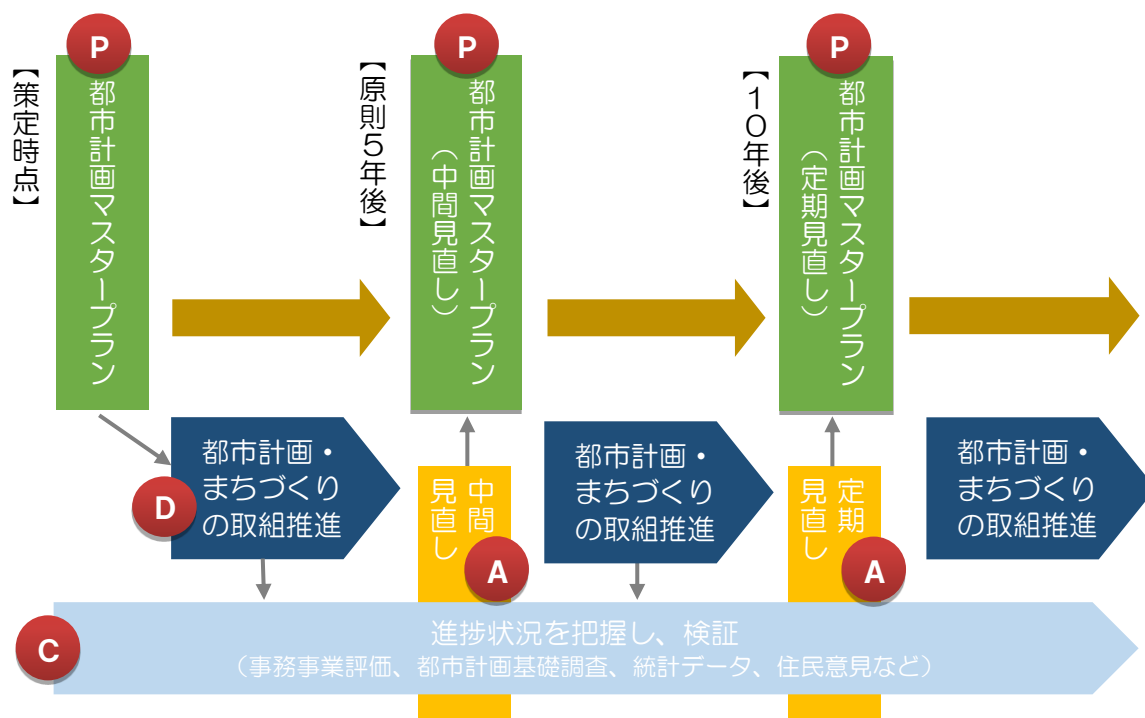 P
【策定時点】
都市計画マスタープラン
P
【原則5年後】
都市計画マスタープラン
（中間見直し）
P
【10年後】
都市計画マスタープラン
（定期見直し）
D
都市計画・
まちづくり
の取組推進
中間
見直し
A
都市計画・
まちづくり
の取組推進
定期
見直し
A
都市計画・
まちづくり
の取組推進
C
進捗状況を把握し、検証
（事務事業評価、都市計画基礎調査、統計データ、住民意見など）